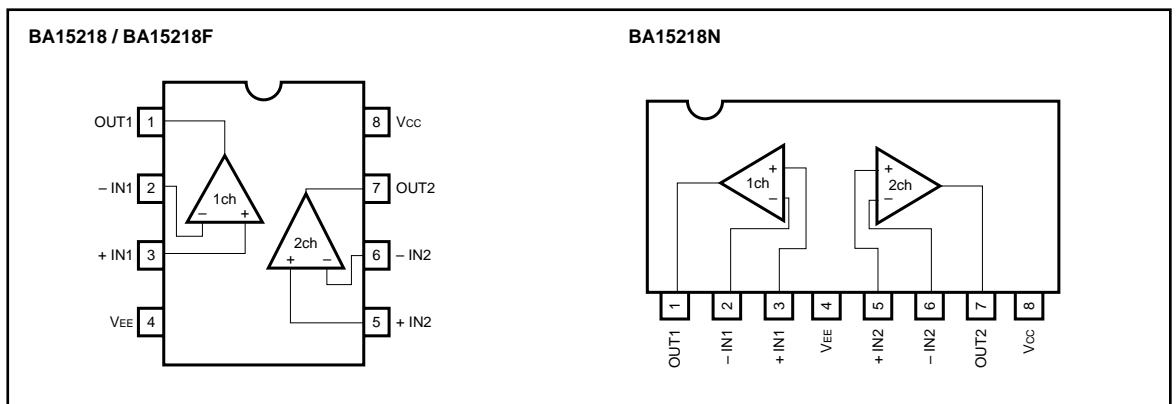 BA15218 / BA15218F
OUT1 1
8 VCC
– IN1 2
7 OUT2
1ch
– +
+ IN1 3
2ch
+ –
6 – IN2
VEE 4
5 + IN2
BA15218N
1ch
+
–
2ch
+
–
1 2 3 4 5 6 7 8
OUT1
– IN1
+ IN1
VEE
+ IN2
– IN2
OUT2
VCC